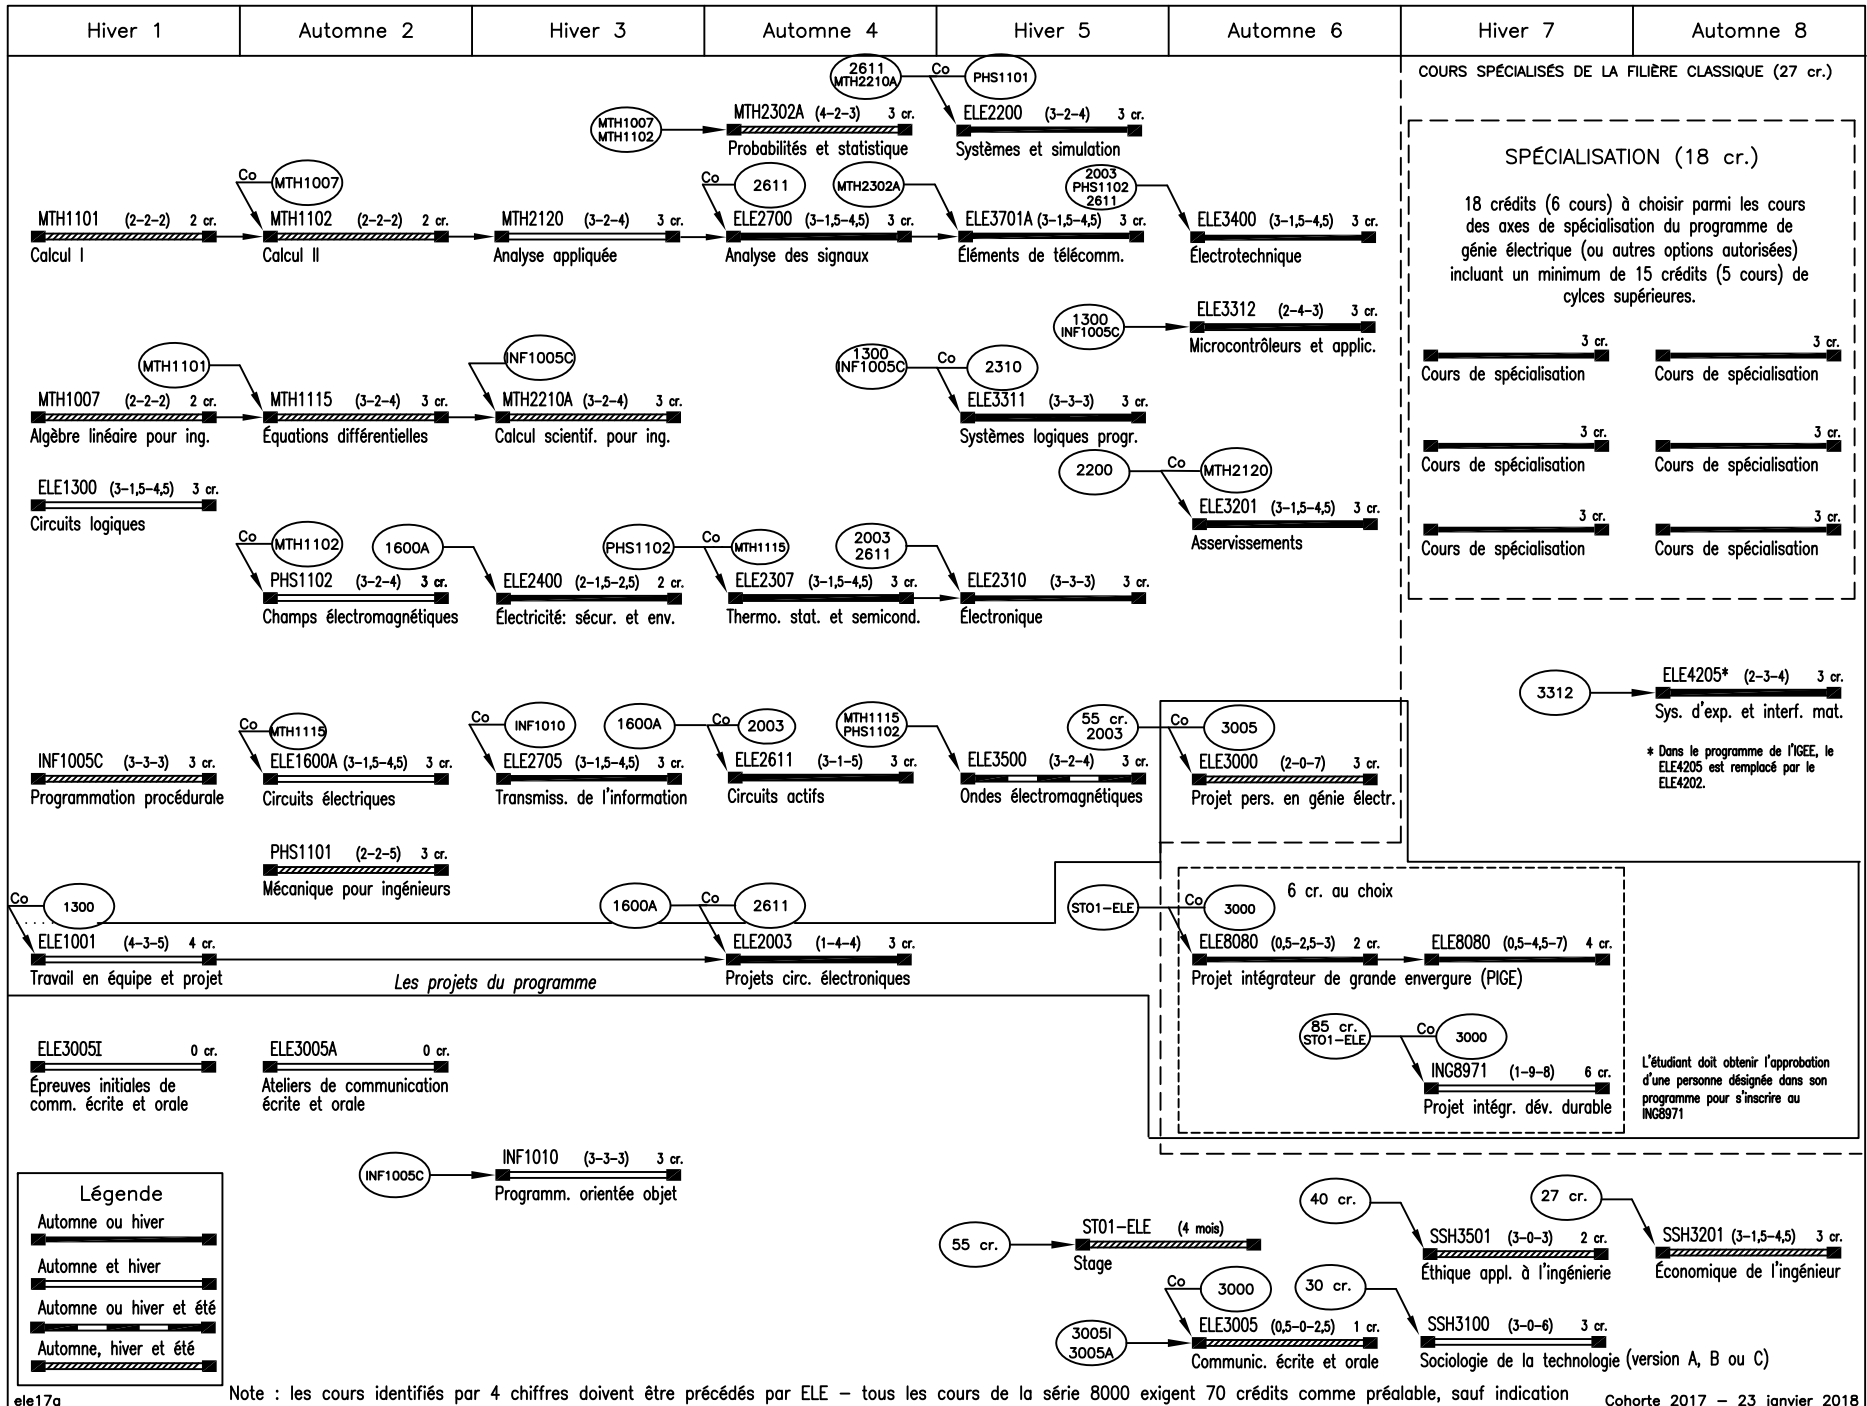 Hiver 1
Automne 2
Hiver 3
Automne 4
Hiver 5
Automne 6
Hiver 7
Automne 8
COURS SPÉCIALISÉS DE LA FILIÈRE CLASSIQUE (27 cr.)
2611
MTH2210A
Co
PHS1101
MTH1007
MTH1102
MTH2302A (4-2-3) 3 cr.
Probabilités et statistique
ELE2200 (3-2-4) 3 cr.
Systèmes et simulation
SPÉCIALISATION (18 cr.)
18 crédits (6 cours) à choisir parmi les cours
des axes de spécialisation du programme de
génie électrique (ou autres options autorisées)
incluant un minimum de 15 crédits (5 cours) de
cylces supérieures.
Co
MTH1007
Co
2611
MTH2302A
2003
PHS1102
2611
MTH1101 (2-2-2) 2 cr.
Calcul I
MTH1102 (2-2-2) 2 cr.
Calcul II
MTH2120 (3-2-4) 3 cr.
Analyse appliquée
ELE2700 (3-1,5-4,5) 3 cr.
Analyse des signaux
ELE3701A (3-1,5-4,5) 3 cr.
Éléments de télécomm.
ELE3400 (3-1,5-4,5) 3 cr.
Électrotechnique
1300
INF1005C
ELE3312 (2-4-3) 3 cr.
Microcontrôleurs et applic.
3 cr.
Cours de spécialisation
3 cr.
Cours de spécialisation
MTH1101
INF1005C
1300
INF1005C
Co
2310
MTH1007 (2-2-2) 2 cr.
Algèbre linéaire pour ing.
MTH1115 (3-2-4) 3 cr.
Équations différentielles
MTH2210A (3-2-4) 3 cr.
Calcul scientif. pour ing.
ELE3311 (3-3-3) 3 cr.
Systèmes logiques progr.
3 cr.
Cours de spécialisation
3 cr.
Cours de spécialisation
2200
Co
MTH2120
ELE1300 (3-1,5-4,5) 3 cr.
Circuits logiques
ELE3201 (3-1,5-4,5) 3 cr.
Asservissements
3 cr.
Cours de spécialisation
3 cr.
Cours de spécialisation
Co
MTH1102
1600A
PHS1102
Co
MTH1115
2003
2611
PHS1102 (3-2-4) 3 cr.
Champs électromagnétiques
ELE2400 (2-1,5-2,5) 2 cr.
Électricité: sécur. et env.
ELE2307 (3-1,5-4,5) 3 cr.
Thermo. stat. et semicond.
ELE2310 (3-3-3) 3 cr.
Électronique
3312
ELE4205* (2-3-4) 3 cr.
Sys. d'exp. et interf. mat.
* Dans le programme de l'IGEE, le
ELE4205 est remplacé par le
ELE4202.
Co
MTH1115
Co
INF1010
1600A
Co
2003
MTH1115
PHS1102
55 cr.
2003
Co
3005
INF1005C (3-3-3) 3 cr.
Programmation procédurale
ELE1600A (3-1,5-4,5) 3 cr.
Circuits électriques
ELE2705 (3-1,5-4,5) 3 cr.
Transmiss. de l'information
ELE2611 (3-1-5) 3 cr.
Circuits actifs
ELE3500 (3-2-4) 3 cr.
Ondes électromagnétiques
ELE3000 (2-0-7) 3 cr.
Projet pers. en génie électr.
PHS1101 (2-2-5) 3 cr.
Mécanique pour ingénieurs
Co
1300
1600A
Co
2611
ST01-ELE
Co
3000
6 cr. au choix
ELE1001 (4-3-5) 4 cr.
Travail en équipe et projet
Les projets du programme
ELE2003 (1-4-4) 3 cr.
Projets circ. électroniques
ELE8080 (0,5-2,5-3) 2 cr.
ELE8080 (0,5-4,5-7) 4 cr.
Projet intégrateur de grande envergure (PIGE)
85 cr.
ST01-ELE
Co
3000
ING8971 (1-9-8) 6 cr.
Projet intégr. dév. durable
L'étudiant doit obtenir l'approbation
d'une personne désignée dans son
programme pour s'inscrire au
ING8971
ELE3005I 0 cr.
Épreuves initiales de
comm. écrite et orale
ELE3005A 0 cr.
Ateliers de communication
écrite et orale
INF1005C
INF1010 (3-3-3) 3 cr.
Programm. orientée objet
Légende
Automne ou hiver
Automne et hiver
Automne ou hiver et été
Automne, hiver et été
55 cr.
ST01-ELE (4 mois)
Stage
40 cr.
SSH3501 (3-0-3) 2 cr.
Éthique appl. à l'ingénierie
27 cr.
SSH3201 (3-1,5-4,5) 3 cr.
Économique de l'ingénieur
Co
3000
3005I
3005A
ELE3005 (0,5-0-2,5) 1 cr.
Communic. écrite et orale
30 cr.
SSH3100 (3-0-6) 3 cr.
Sociologie de la technologie (version A, B ou C)
ele17a
Note : les cours identifiés par 4 chiffres doivent être précédés par ELE – tous les cours de la série 8000 exigent 70 crédits comme préalable, sauf indication
Cohorte 2017 – 23 janvier 2018